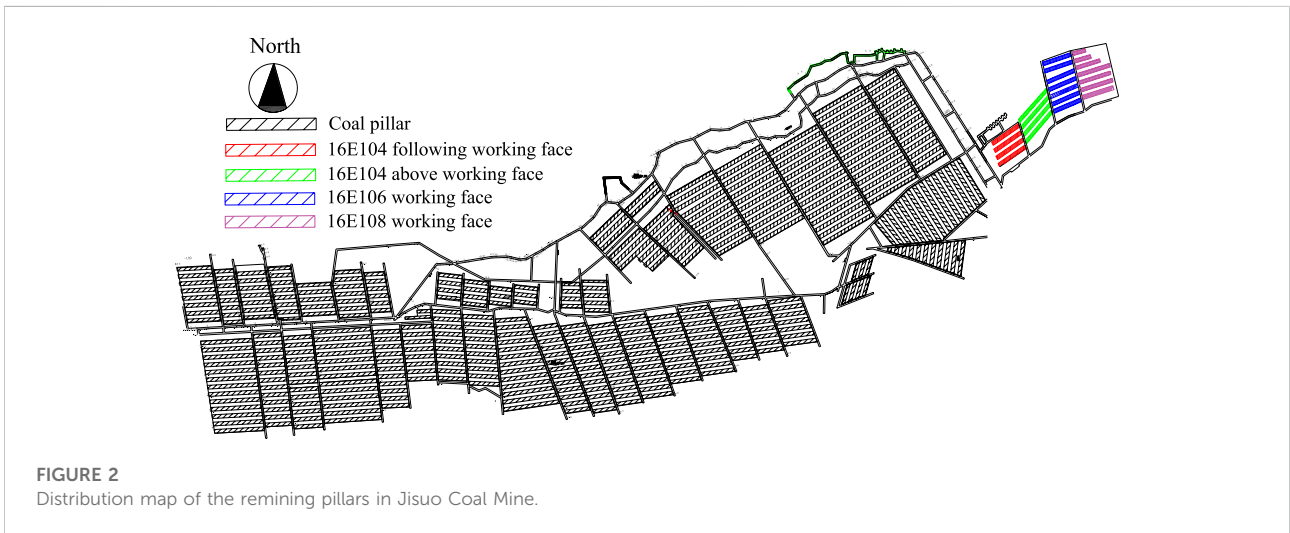 North
Coal pillar
16E104 following working face
16E104 above working face
16E106 working face
16E108 working face
FIGURE 2
Distribution map of the remining pillars in Jisuo Coal Mine.